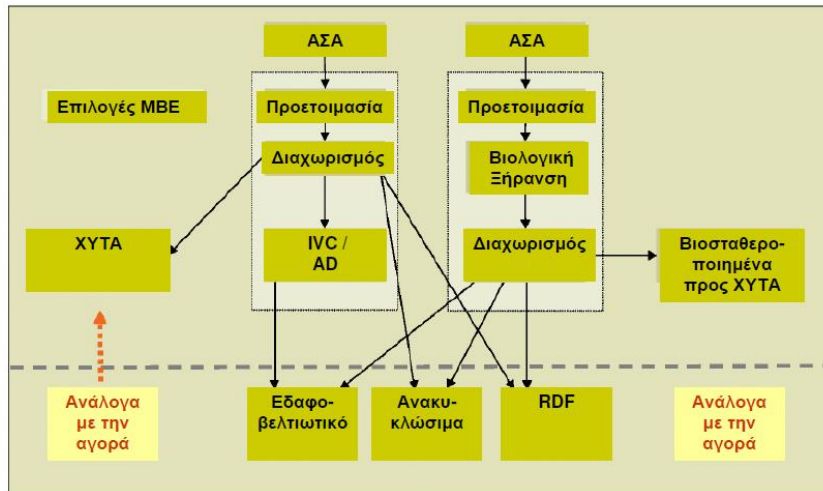 ΑΣΑ
ΑΣΑ
Επιλογές ΜΒΕ
Προετοιμασία
Προετοιμασία
Διαχωρισμός
Βιολογική
Ξήρανση
ΧΥΤΑ
IVC /
AD
Διαχωρισμός
Βιοσταθερο-
ποιημένα
προς ΧΥΤΑ
Ανάλογα
με την
αγορά
Εδαφο-
βελτιωτικό
Ανακυ-
κλώσιμα
RDF
Ανάλογα
με την
αγορά